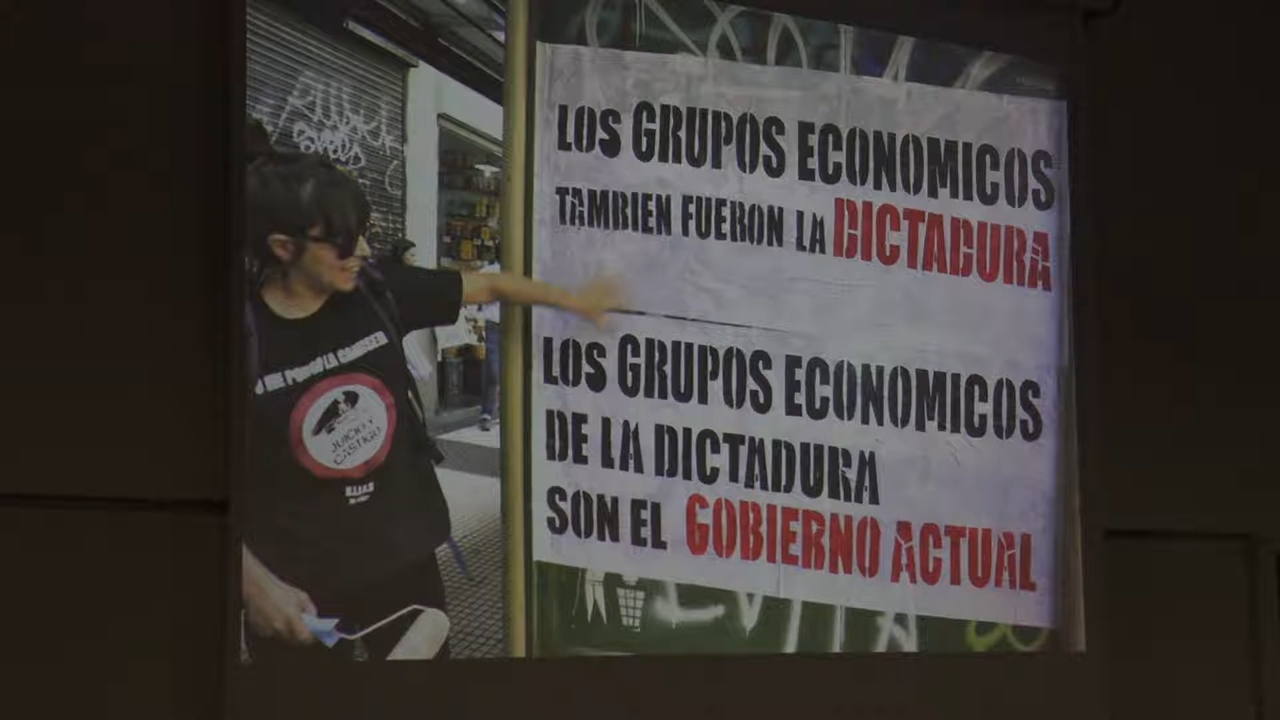 LOS GRUPOS ECONOMICOS
TAMBIEN FUERON LA DICTADURA
LOS GRUPOS ECONOMICOS
DE LA DICTADURA
SON EL GOBIERNO ACTUAL
JUICIO Y
CASTIGO